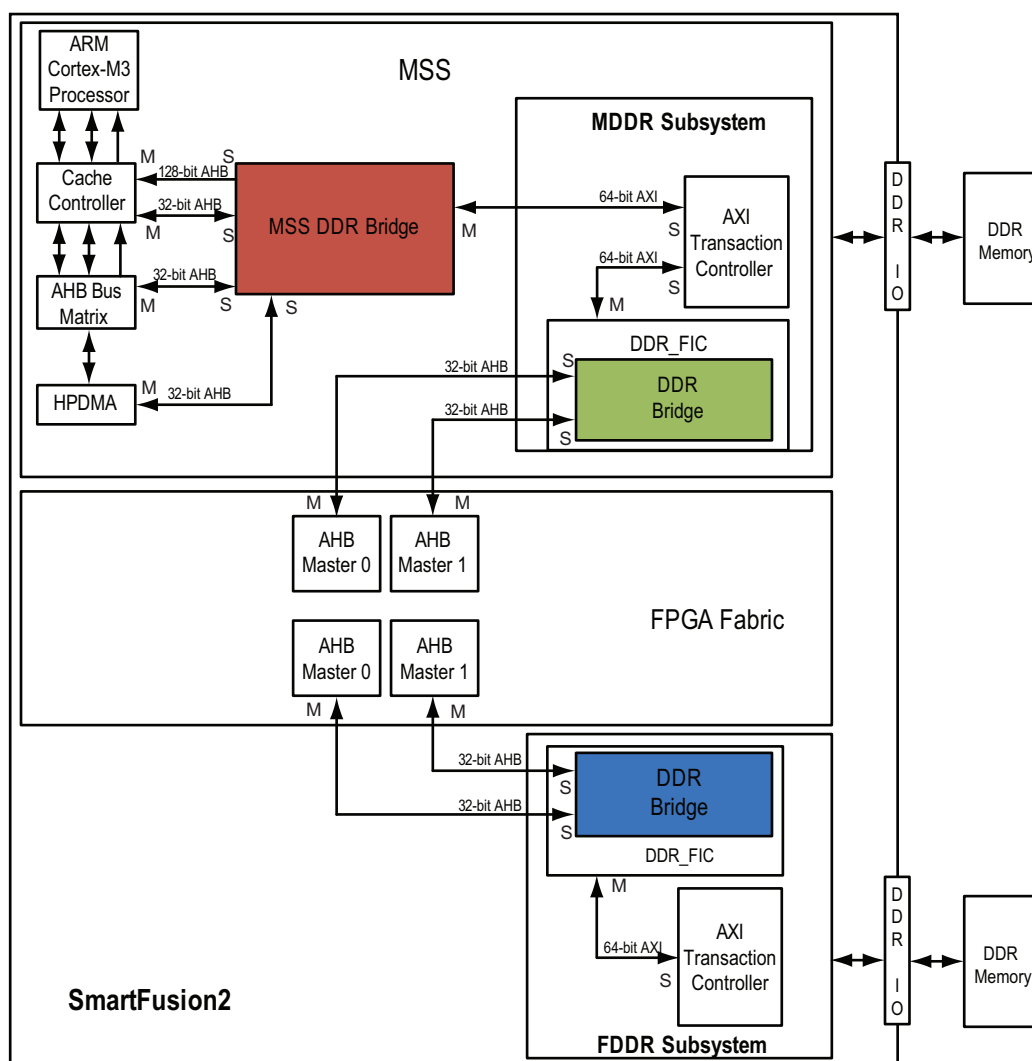 ARM
Cortex-M3
Processor
MSS
MDDR Subsystem
M
S
128-bit AHB
Cache
Controller
32-bit AHB
M
S
MSS DDR Bridge
M
64-bit AXI
S
AXI
Transaction
Controller
64-bit AXI
S
M
32-bit AHB
AHB Bus
Matrix
M
S
S
DDR_FIC
32-bit AHB
S
DDR
Bridge
HPDMA
M
32-bit AHB
32-bit AHB
S
D
D
R
I
O
DDR
Memory
M
M
AHB
Master 0
AHB
Master 1
FPGA Fabric
AHB
Master 0
AHB
Master 1
M
M
32-bit AHB
S
32-bit AHB
S
DDR
Bridge
DDR_FIC
M
64-bit AXI
S
AXI
Transaction
Controller
D
D
R
I
O
DDR
Memory
SmartFusion2
FDDR Subsystem